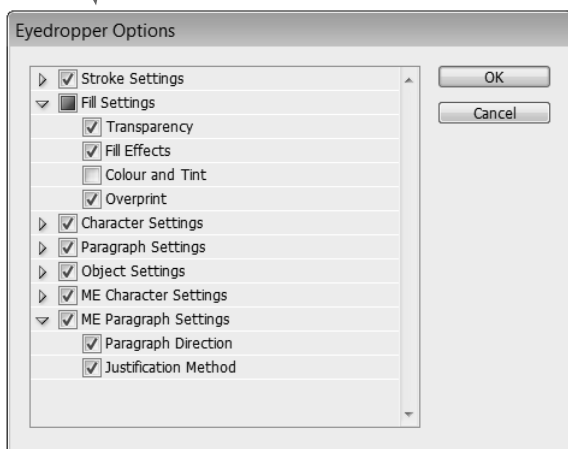 Eyedropper Options
Stroke Settings
OK
Fill Settings
Cancel
Transparency
Fill Effects
Colour and Tint
Overprint
Character Settings
Paragraph Settings
Object Settings
ME Character Settings
ME Paragraph Settings
Paragraph Direction
Justification Method